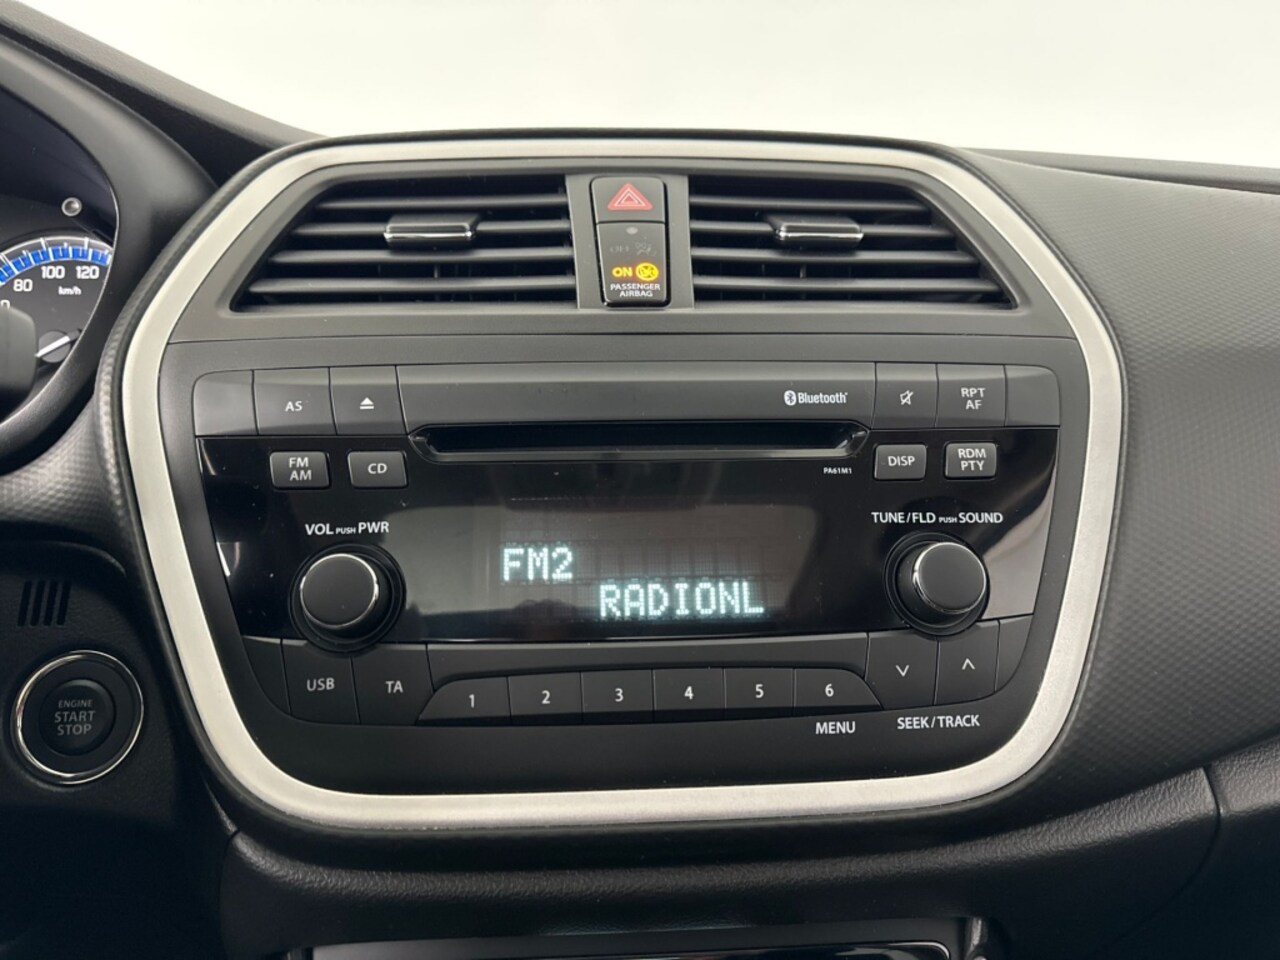 80 100 120
km/h
OFF
ON
PASSENGER
AIRBAG
AS
Bluetooth
RPT
AF
FM
AM
CD
PA61M1
DISP
RDM
PTY
VOL PUSH PWR
TUNE/FLD PUSH SOUND
FM2
RADIONL
USB
TA
1 2 3 4 5 6
MENU
SEEK/TRACK
ENGINE
START
STOP